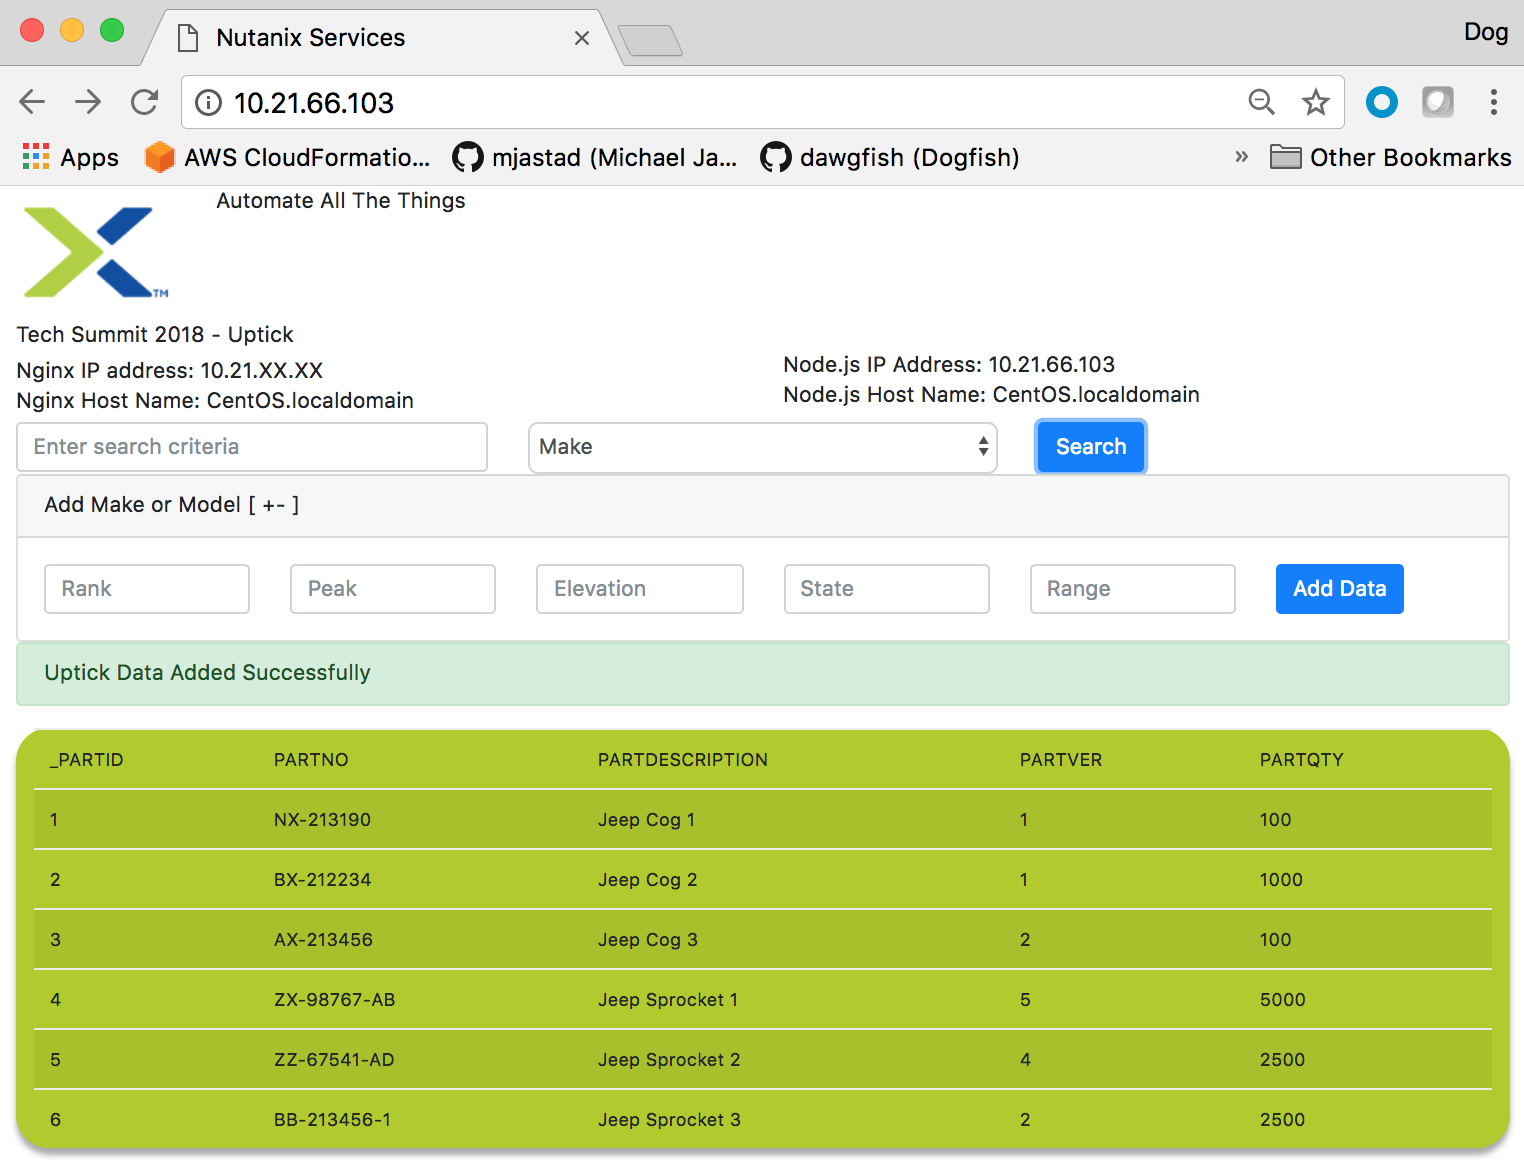 Nutanix Services
Dog
10.21.66.103
Apps
AWS CloudFormatio...
mjastad (Michael Ja...
dawgfish (Dogfish)
»
Other Bookmarks
Automate All The Things
TM
Tech Summit 2018 - Uptick
Nginx IP address: 10.21.XX.XX
Nginx Host Name: CentOS.localdomain
Node.js IP Address: 10.21.66.103
Node.js Host Name: CentOS.localdomain
Enter search criteria
Make
Search
Add Make or Model [ +- ]
Rank
Peak
Elevation
State
Range
Add Data
Uptick Data Added Successfully
_PARTID PARTNO PARTDESCRIPTION PARTVER PARTQTY
1 NX-213190 Jeep Cog 1 1 100
2 BX-212234 Jeep Cog 2 1 1000
3 AX-213456 Jeep Cog 3 2 100
4 ZX-98767-AB Jeep Sprocket 1 5 5000
5 ZZ-67541-AD Jeep Sprocket 2 4 2500
6 BB-213456-1 Jeep Sprocket 3 2 2500